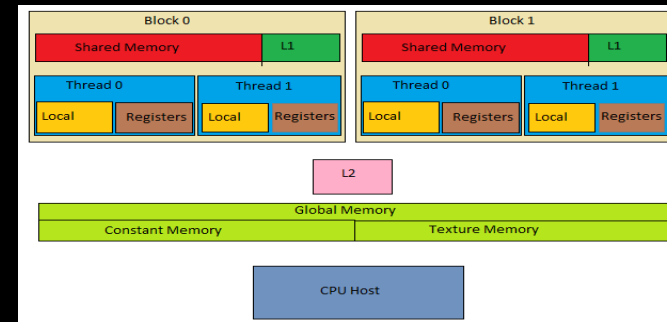 Block 0
Shared Memory L1
Thread 0 Thread 1
Local Registers Local Registers
Block 1
Shared Memory L1
Thread 0 Thread 1
Local Registers Local Registers
L2
Global Memory
Constant Memory Texture Memory
CPU Host